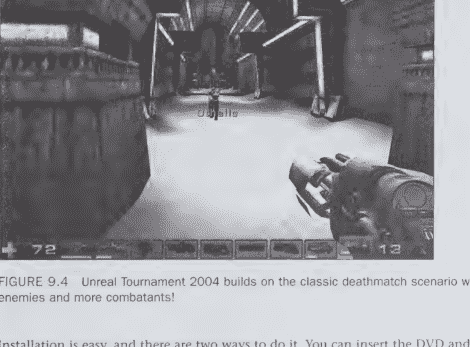 72
13
FIGURE 9.4 Unreal Tournament 2004 builds on the classic deathmatch scenario w
enemies and more combatants!
Installation is easy, and there are two ways to do it. You can insert the DVD and